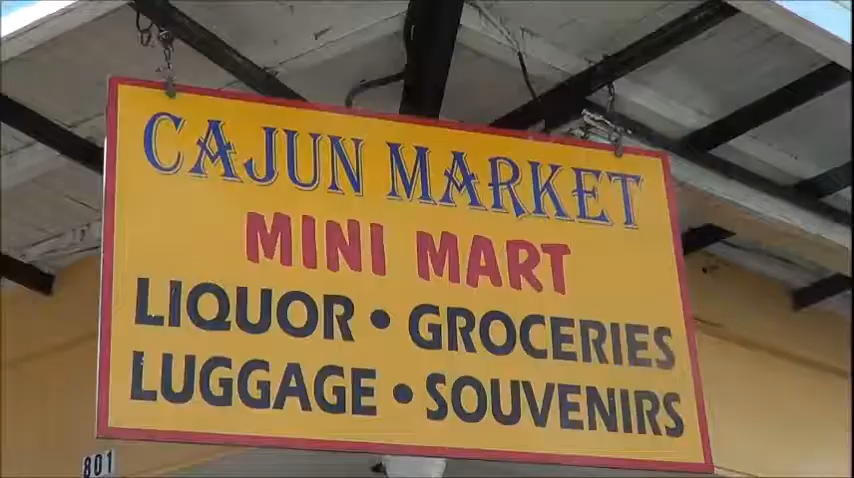 CAJUN MARKET
MINI MART
LIQUOR • GROCERIES
LUGGAGE • SOUVENIRS
801